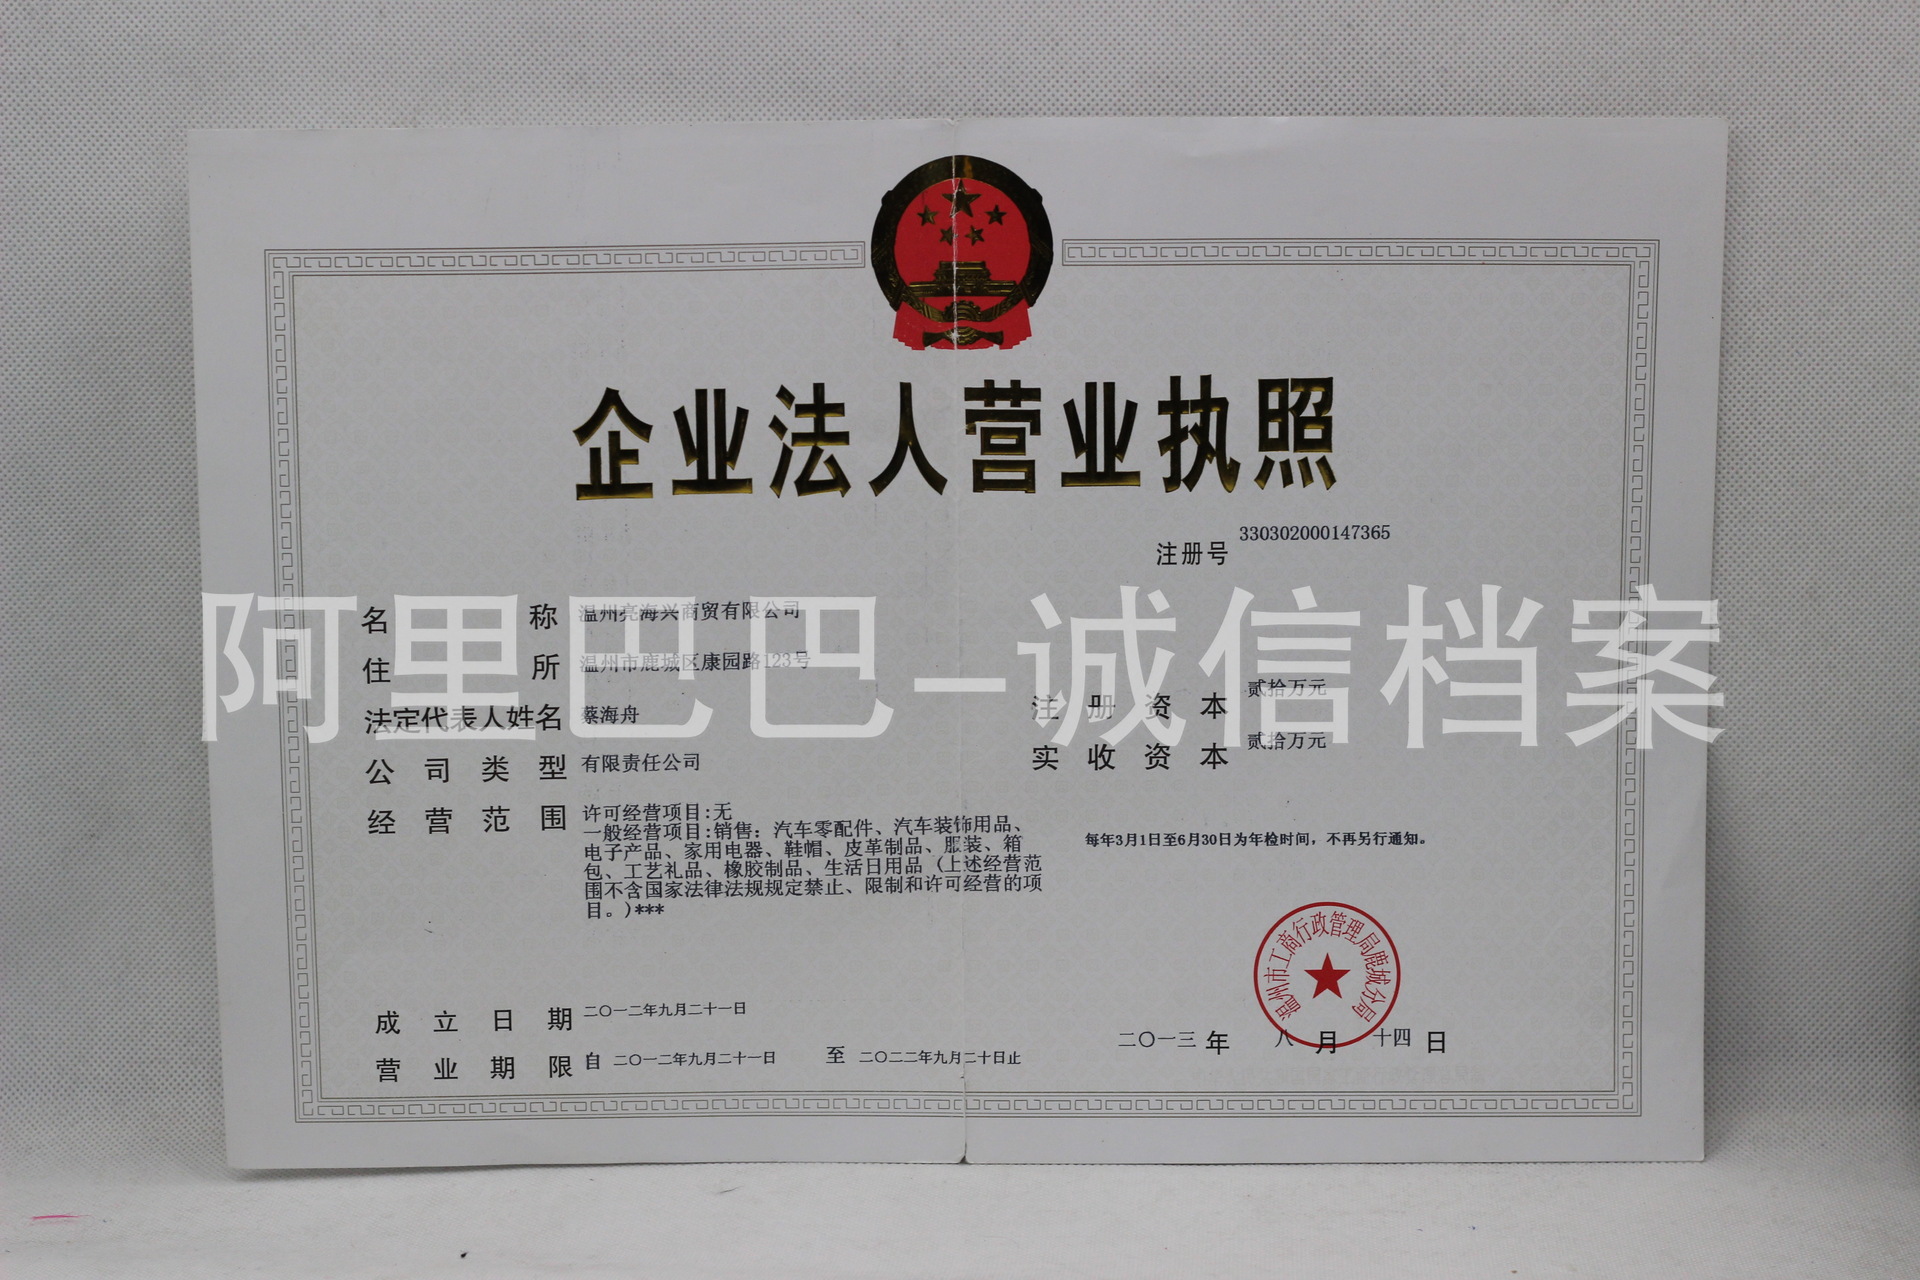 企业法人营业执照
注册号 330302000147365
名称 温州亮海兴商贸有限公司
住所 温州市鹿城区康园路123号
法定代表人姓名 蔡海舟
注册资本 贰拾万元
公司类型 有限责任公司
实收资本 贰拾万元
经营范围 许可经营项目:无
一般经营项目:销售：汽车零配件、汽车装饰用品、
电子产品、家用电器、鞋帽、皮革制品、服装、箱
包、工艺礼品、橡胶制品、生活日用品（上述经营范
围不含国家法律法规规定禁止、限制和许可经营的项
目。)***
每年3月1日至6月30日为年检时间，不再另行通知。
温州市工商行政管理局鹿城分局
成立日期 二〇一二年九月二十一日
二〇一三年八月十四日
营业期限 自 二〇一二年九月二十一日 至 二〇二二年九月二十日止
阿里巴巴-诚信档案